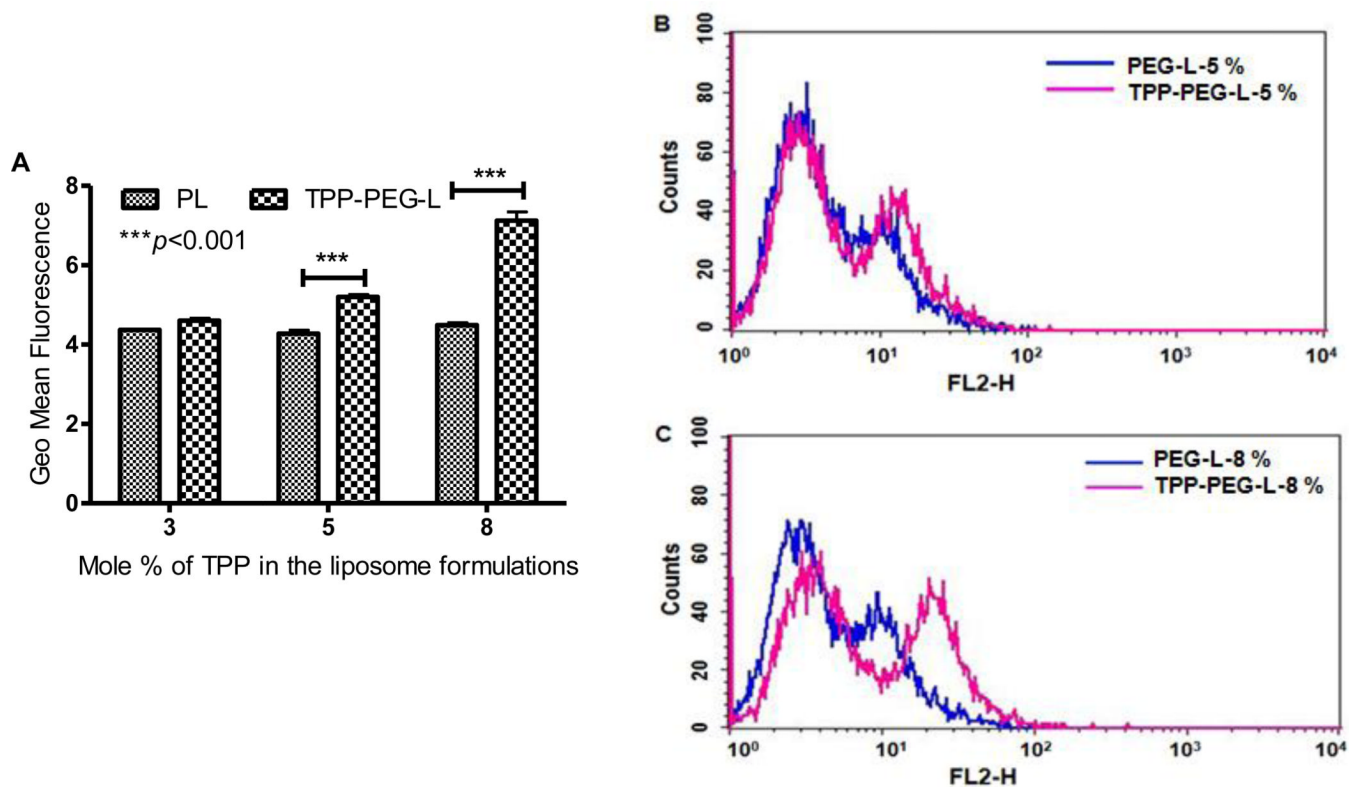 A
Geo Mean Fluorescence
8
6
4
2
0
PL TPP-PEG-L
***p<0.001
***
***
3 5 8
Mole % of TPP in the liposome formulations
B
Counts
100
80
60
40
20
0
PEG-L-5 %
TPP-PEG-L-5 %
10⁰ 10¹ 10² 10³ 10⁴
FL2-H
C
Counts
100
80
60
40
20
0
PEG-L-8 %
TPP-PEG-L-8 %
10⁰ 10¹ 10² 10³ 10⁴
FL2-H